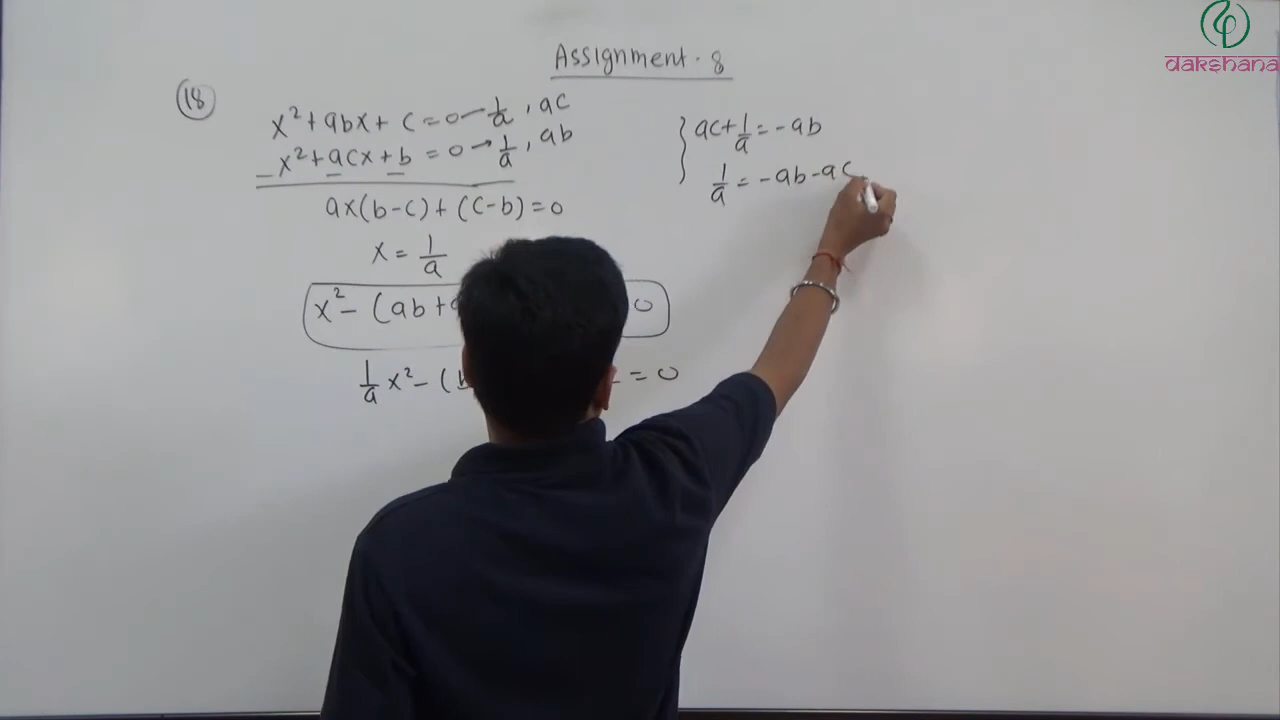 dakshana
Assignment - 8
(18)
x² + abx + c = 0 — 1/a, ac
- x² + acx + b = 0 → 1/a, ab
ax(b-c) + (c-b) = 0
x = 1/a
x² - (ab + 0
1/a x² - ( = 0
ac + 1/a = -ab
1/a = -ab - ac